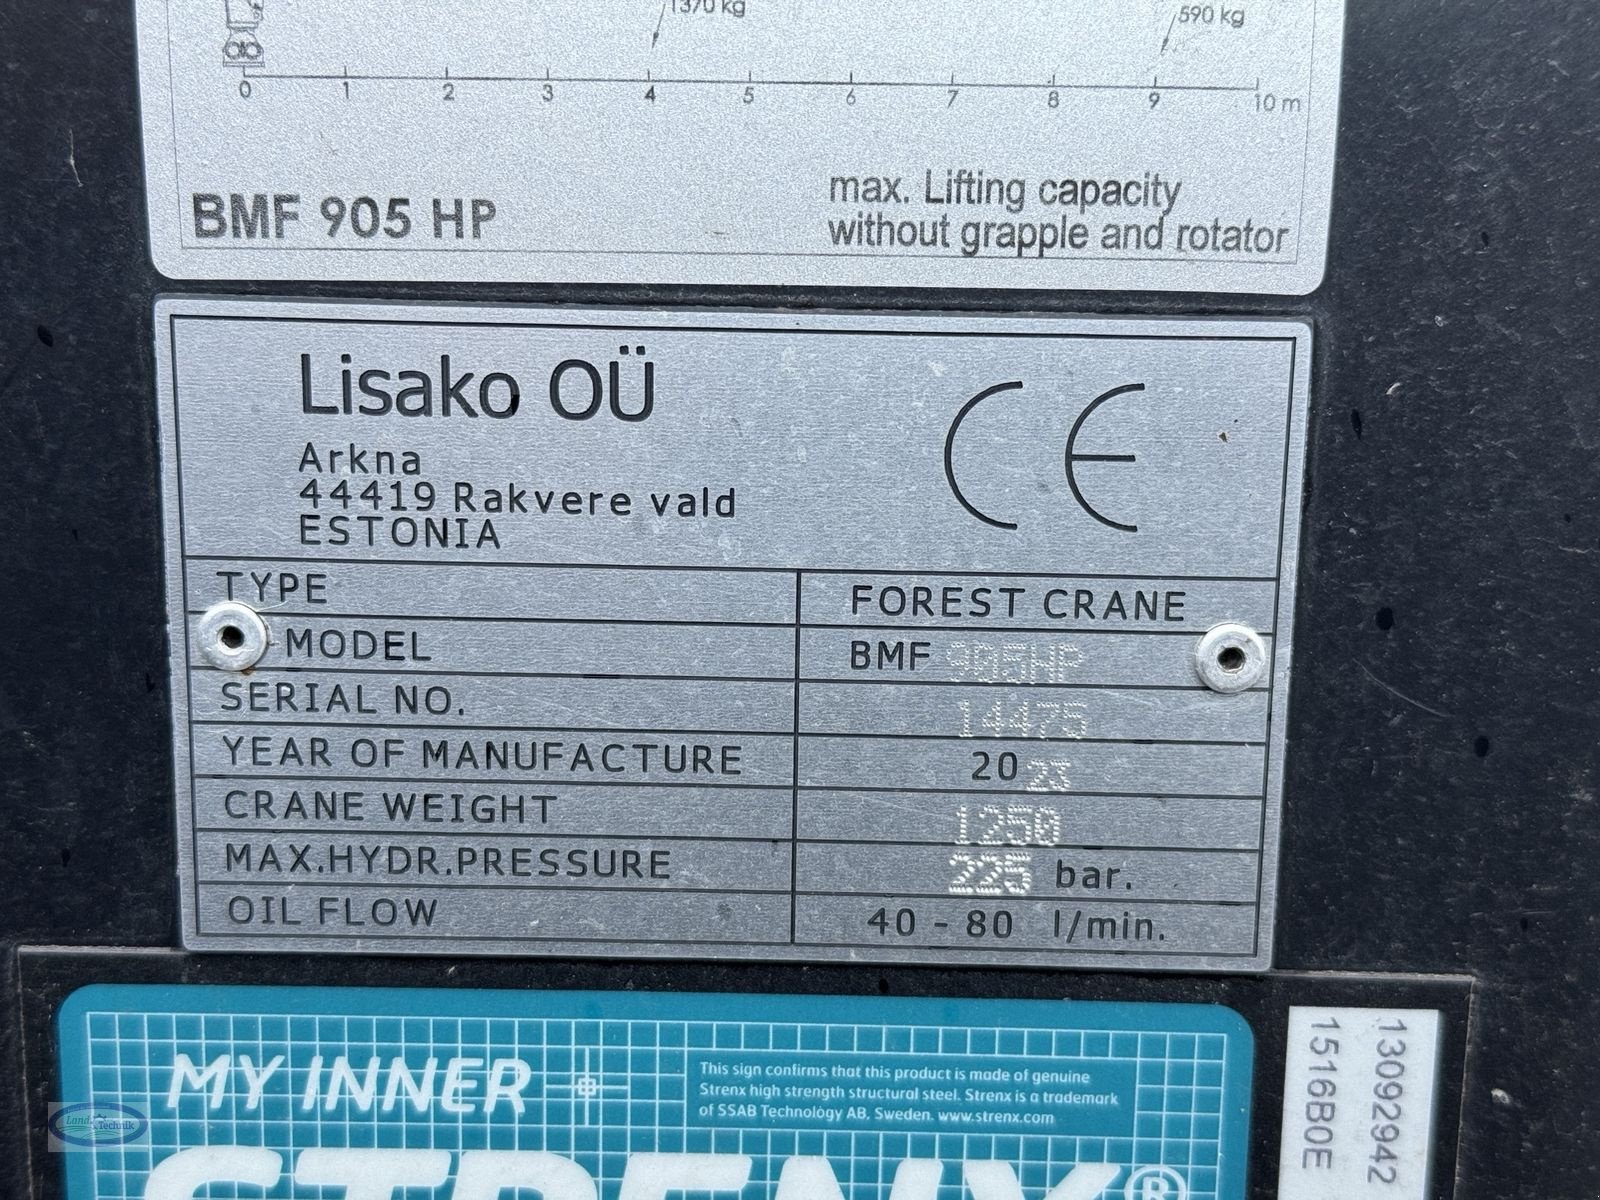 1370 kg
590 kg
0 1 2 3 4 5 6 7 8 9 10 m
BMF 905 HP
max. Lifting capacity
without grapple and rotator
Lisako OÜ
CE
Arkna
44419 Rakvere vald
ESTONIA
TYPE FOREST CRANE
MODEL BMF 905HP
SERIAL NO. 14475
YEAR OF MANUFACTURE 2023
CRANE WEIGHT 1250
MAX.HYDR.PRESSURE 225 bar.
OIL FLOW 40 - 80 l/min.
MY INNER
STRENX®
This sign confirms that this product is made of genuine
Strenx high strength structural steel. Strenx is a trademark
of SSAB Technology AB, Sweden. www.strenx.com
13092942
1516B0E
Land
Technik